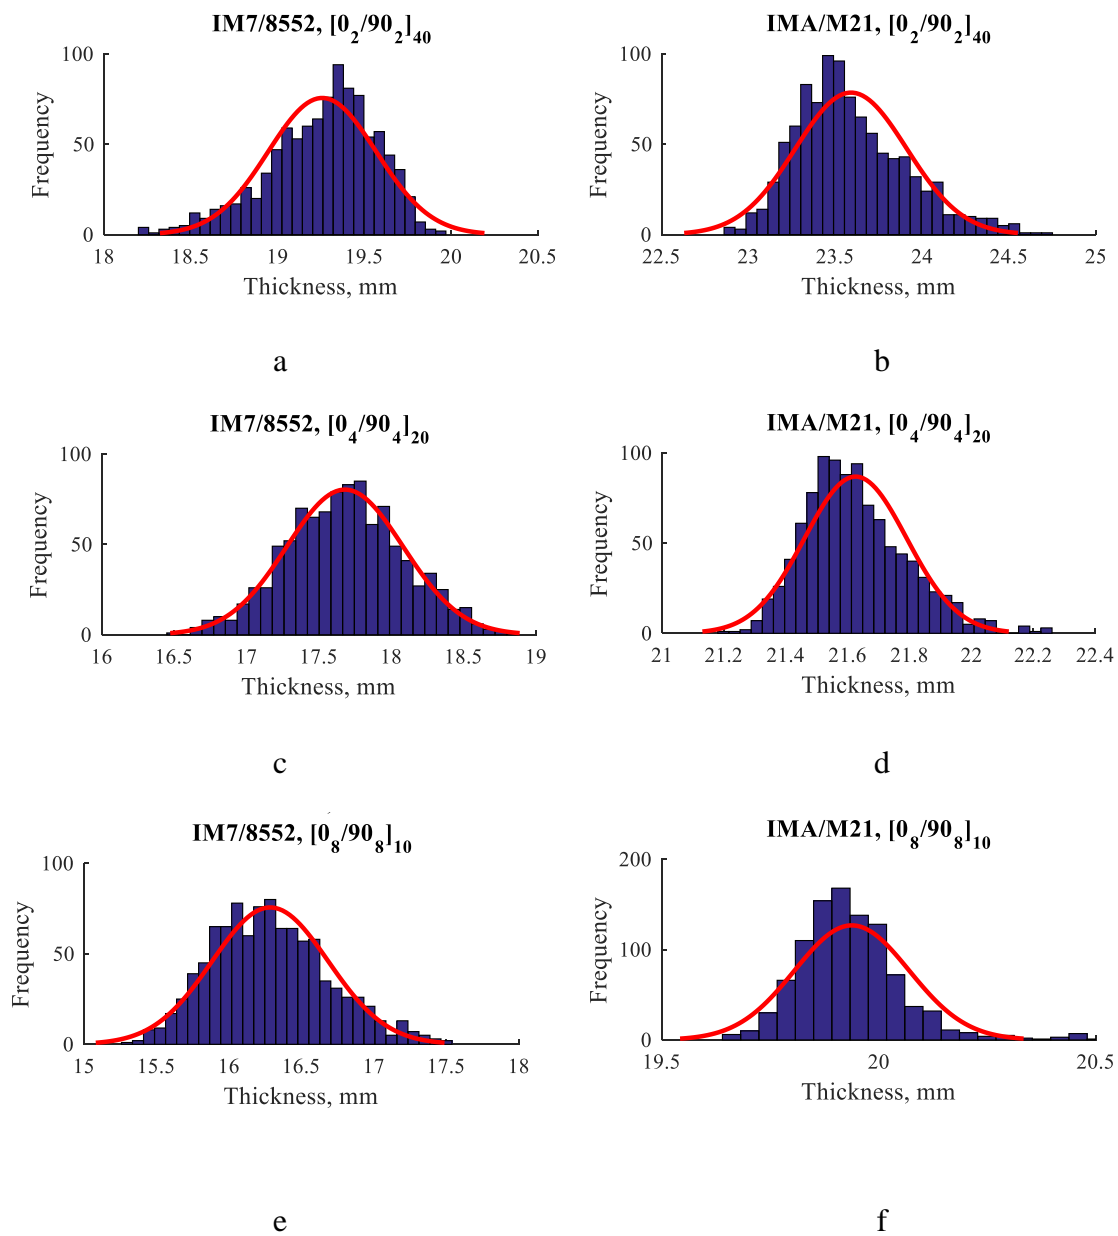 IM7/8552, [0₂/90₂]₄₀
100
50
0
Frequency
18 18.5 19 19.5 20 20.5
Thickness, mm
a
IMA/M21, [0₂/90₂]₄₀
100
50
0
Frequency
22.5 23 23.5 24 24.5 25
Thickness, mm
b
IM7/8552, [0₄/90₄]₂₀
100
50
0
Frequency
16 16.5 17 17.5 18 18.5 19
Thickness, mm
c
IMA/M21, [0₄/90₄]₂₀
100
50
0
Frequency
21 21.2 21.4 21.6 21.8 22 22.2 22.4
Thickness, mm
d
IM7/8552, [0₈/90₈]₁₀
100
50
0
Frequency
15 15.5 16 16.5 17 17.5 18
Thickness, mm
e
IMA/M21, [0₈/90₈]₁₀
200
100
0
Frequency
19.5 20 20.5
Thickness, mm
f